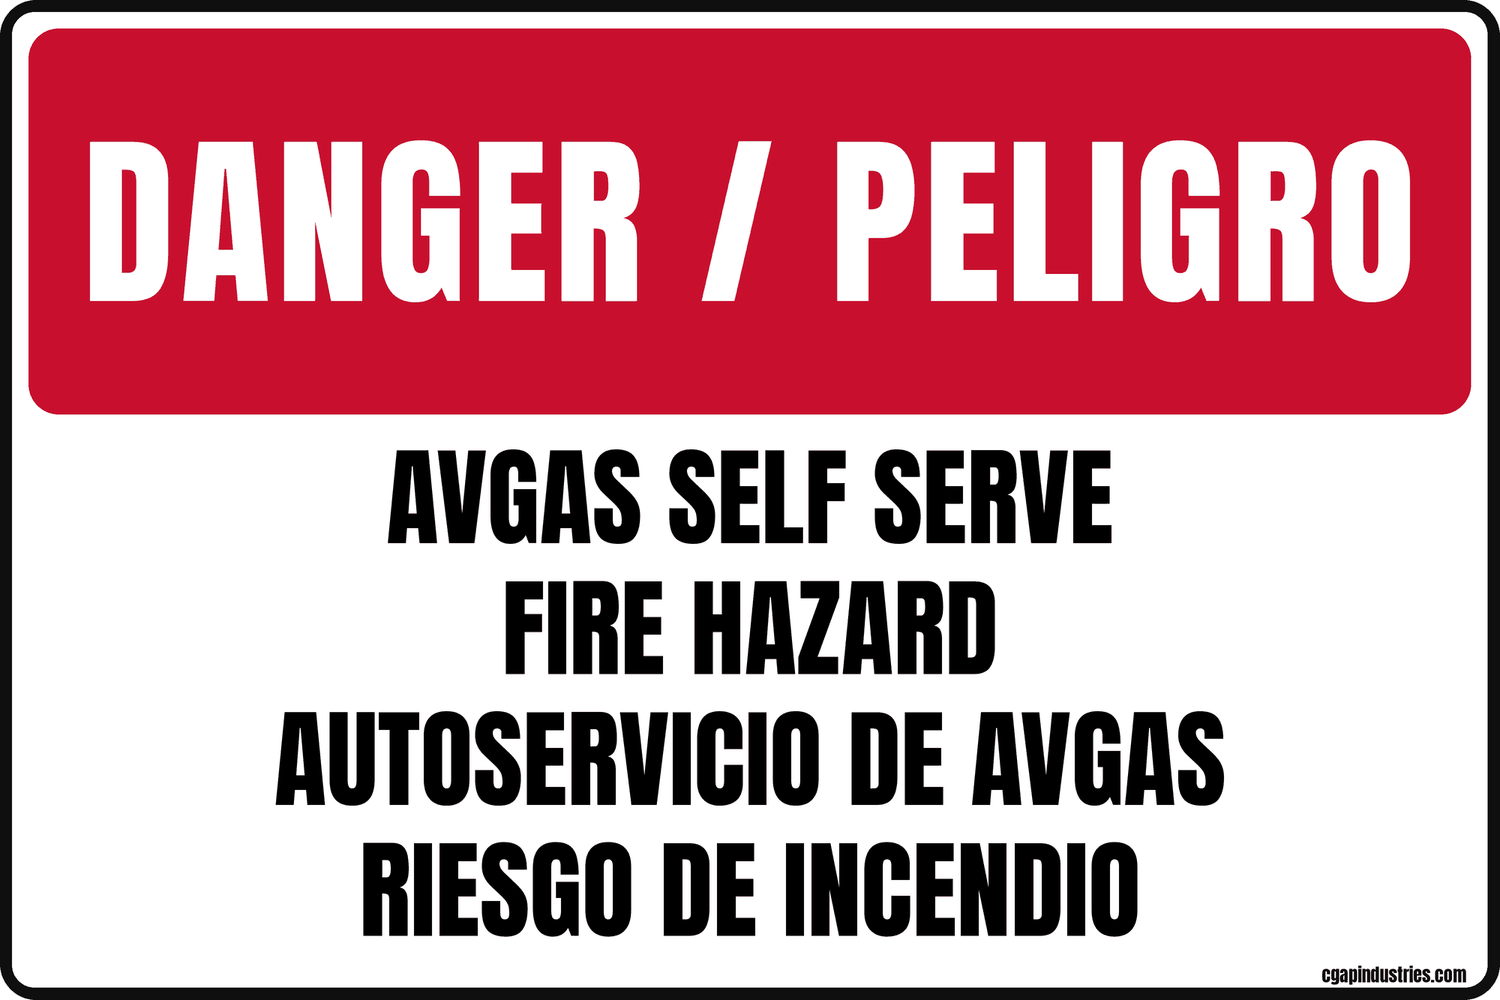 DANGER / PELIGRO
AVGAS SELF SERVE
FIRE HAZARD
AUTOSERVICIO DE AVGAS
RIESGO DE INCENDIO
cgapindustries.com